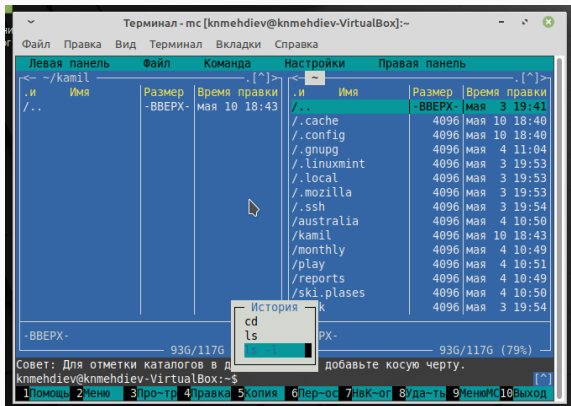 Терминал - mc [knmehdiev@knmehdiev-VirtualBox]:~
Файл Правка Вид Терминал Вкладки Справка
Левая панель Файл Команда Настройки Правая панель
<- ~/kamil .[^]> <- ~ .[^]>
.и Имя Размер Время правки .и Имя Размер Время правки
/.. -ВВЕРХ- мая 10 18:43 /.. -ВВЕРХ- мая 3 19:41
/.cache 4096 мая 10 18:40
/.config 4096 мая 10 18:40
/.gnupg 4096 мая 4 11:04
/.linuxmint 4096 мая 3 19:53
/.local 4096 мая 3 19:53
/.mozilla 4096 мая 3 19:53
/.ssh 4096 мая 3 19:54
/australia 4096 мая 4 10:50
/kamil 4096 мая 10 18:43
/monthly 4096 мая 4 10:49
/play 4096 мая 4 10:51
/reports 4096 мая 4 10:49
/ski.plases 4096 мая 4 10:50
История k 4096 мая 3 19:54
cd
-ВВЕРХ- ls РХ-
93G/117G ls -l 93G/117G (79%)
Совет: Для отметки каталогов в д добавьте косую черту.
knmehdiev@knmehdiev-VirtualBox:~$ [^]
1Помощь 2Меню 3Про~тр 4Правка 5Копия 6Пер~ос 7НвК~ог 8Уда~ть 9МенюMC 10Выход